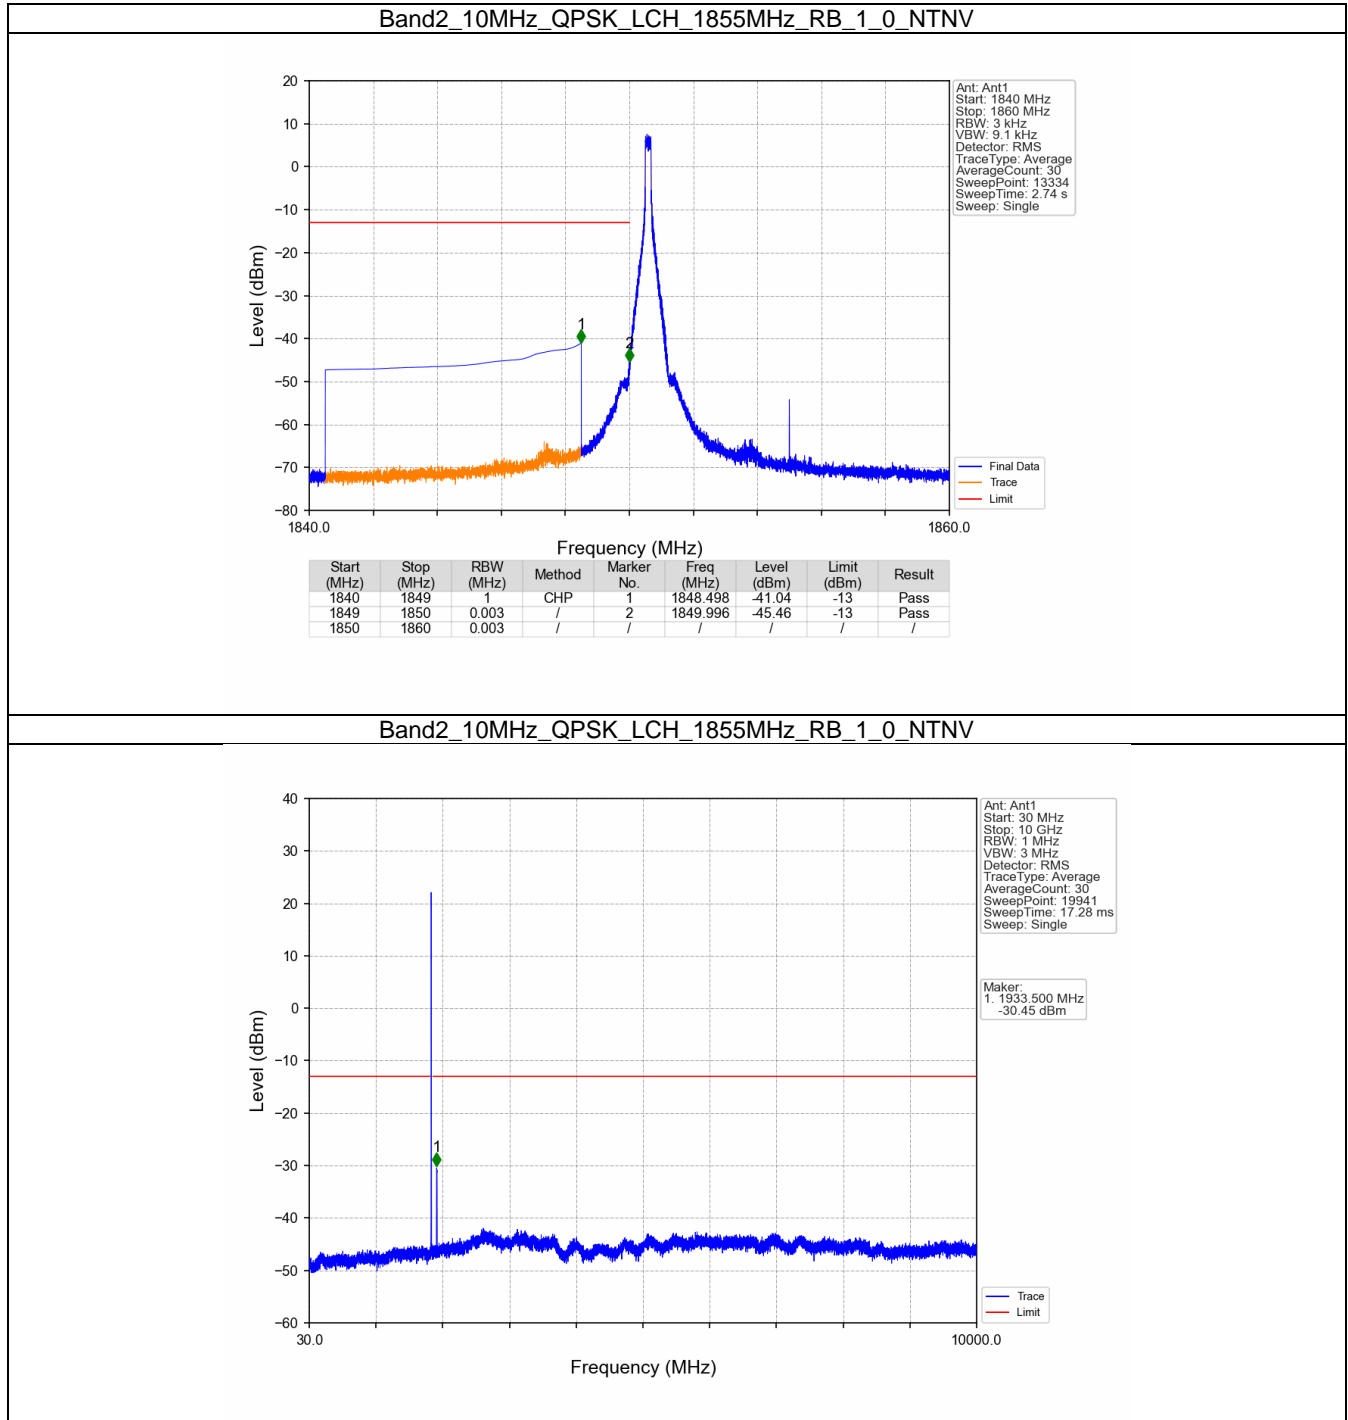 Band2_10MHz_QPSK_LCH_1855MHz_RB_1_0_NTNV
Ant: Ant1
Start: 1840 MHz
Stop: 1860 MHz
RBW: 3 kHz
VBW: 9.1 kHz
Detector: RMS
TraceType: Average
AverageCount: 30
SweepPoint: 13334
SweepTime: 2.74 s
Sweep: Single
Level (dBm)
20
10
0
−10
−20
−30
−40
−50
−60
−70
−80
1
2
Final Data
Trace
Limit
1840.0 1860.0
Frequency (MHz)
Start (MHz) Stop (MHz) RBW (MHz) Method Marker No. Freq (MHz) Level (dBm) Limit (dBm) Result
1840 1849 1 CHP 1 1848.498 -41.04 -13 Pass
1849 1850 0.003 / 2 1849.996 -45.46 -13 Pass
1850 1860 0.003 / / / / / /
Band2_10MHz_QPSK_LCH_1855MHz_RB_1_0_NTNV
Ant: Ant1
Start: 30 MHz
Stop: 10 GHz
RBW: 1 MHz
VBW: 3 MHz
Detector: RMS
TraceType: Average
AverageCount: 30
SweepPoint: 19941
SweepTime: 17.28 ms
Sweep: Single
Maker:
1. 1933.500 MHz
-30.45 dBm
Level (dBm)
40
30
20
10
0
−10
−20
−30
−40
−50
−60
1
Trace
Limit
30.0 10000.0
Frequency (MHz)